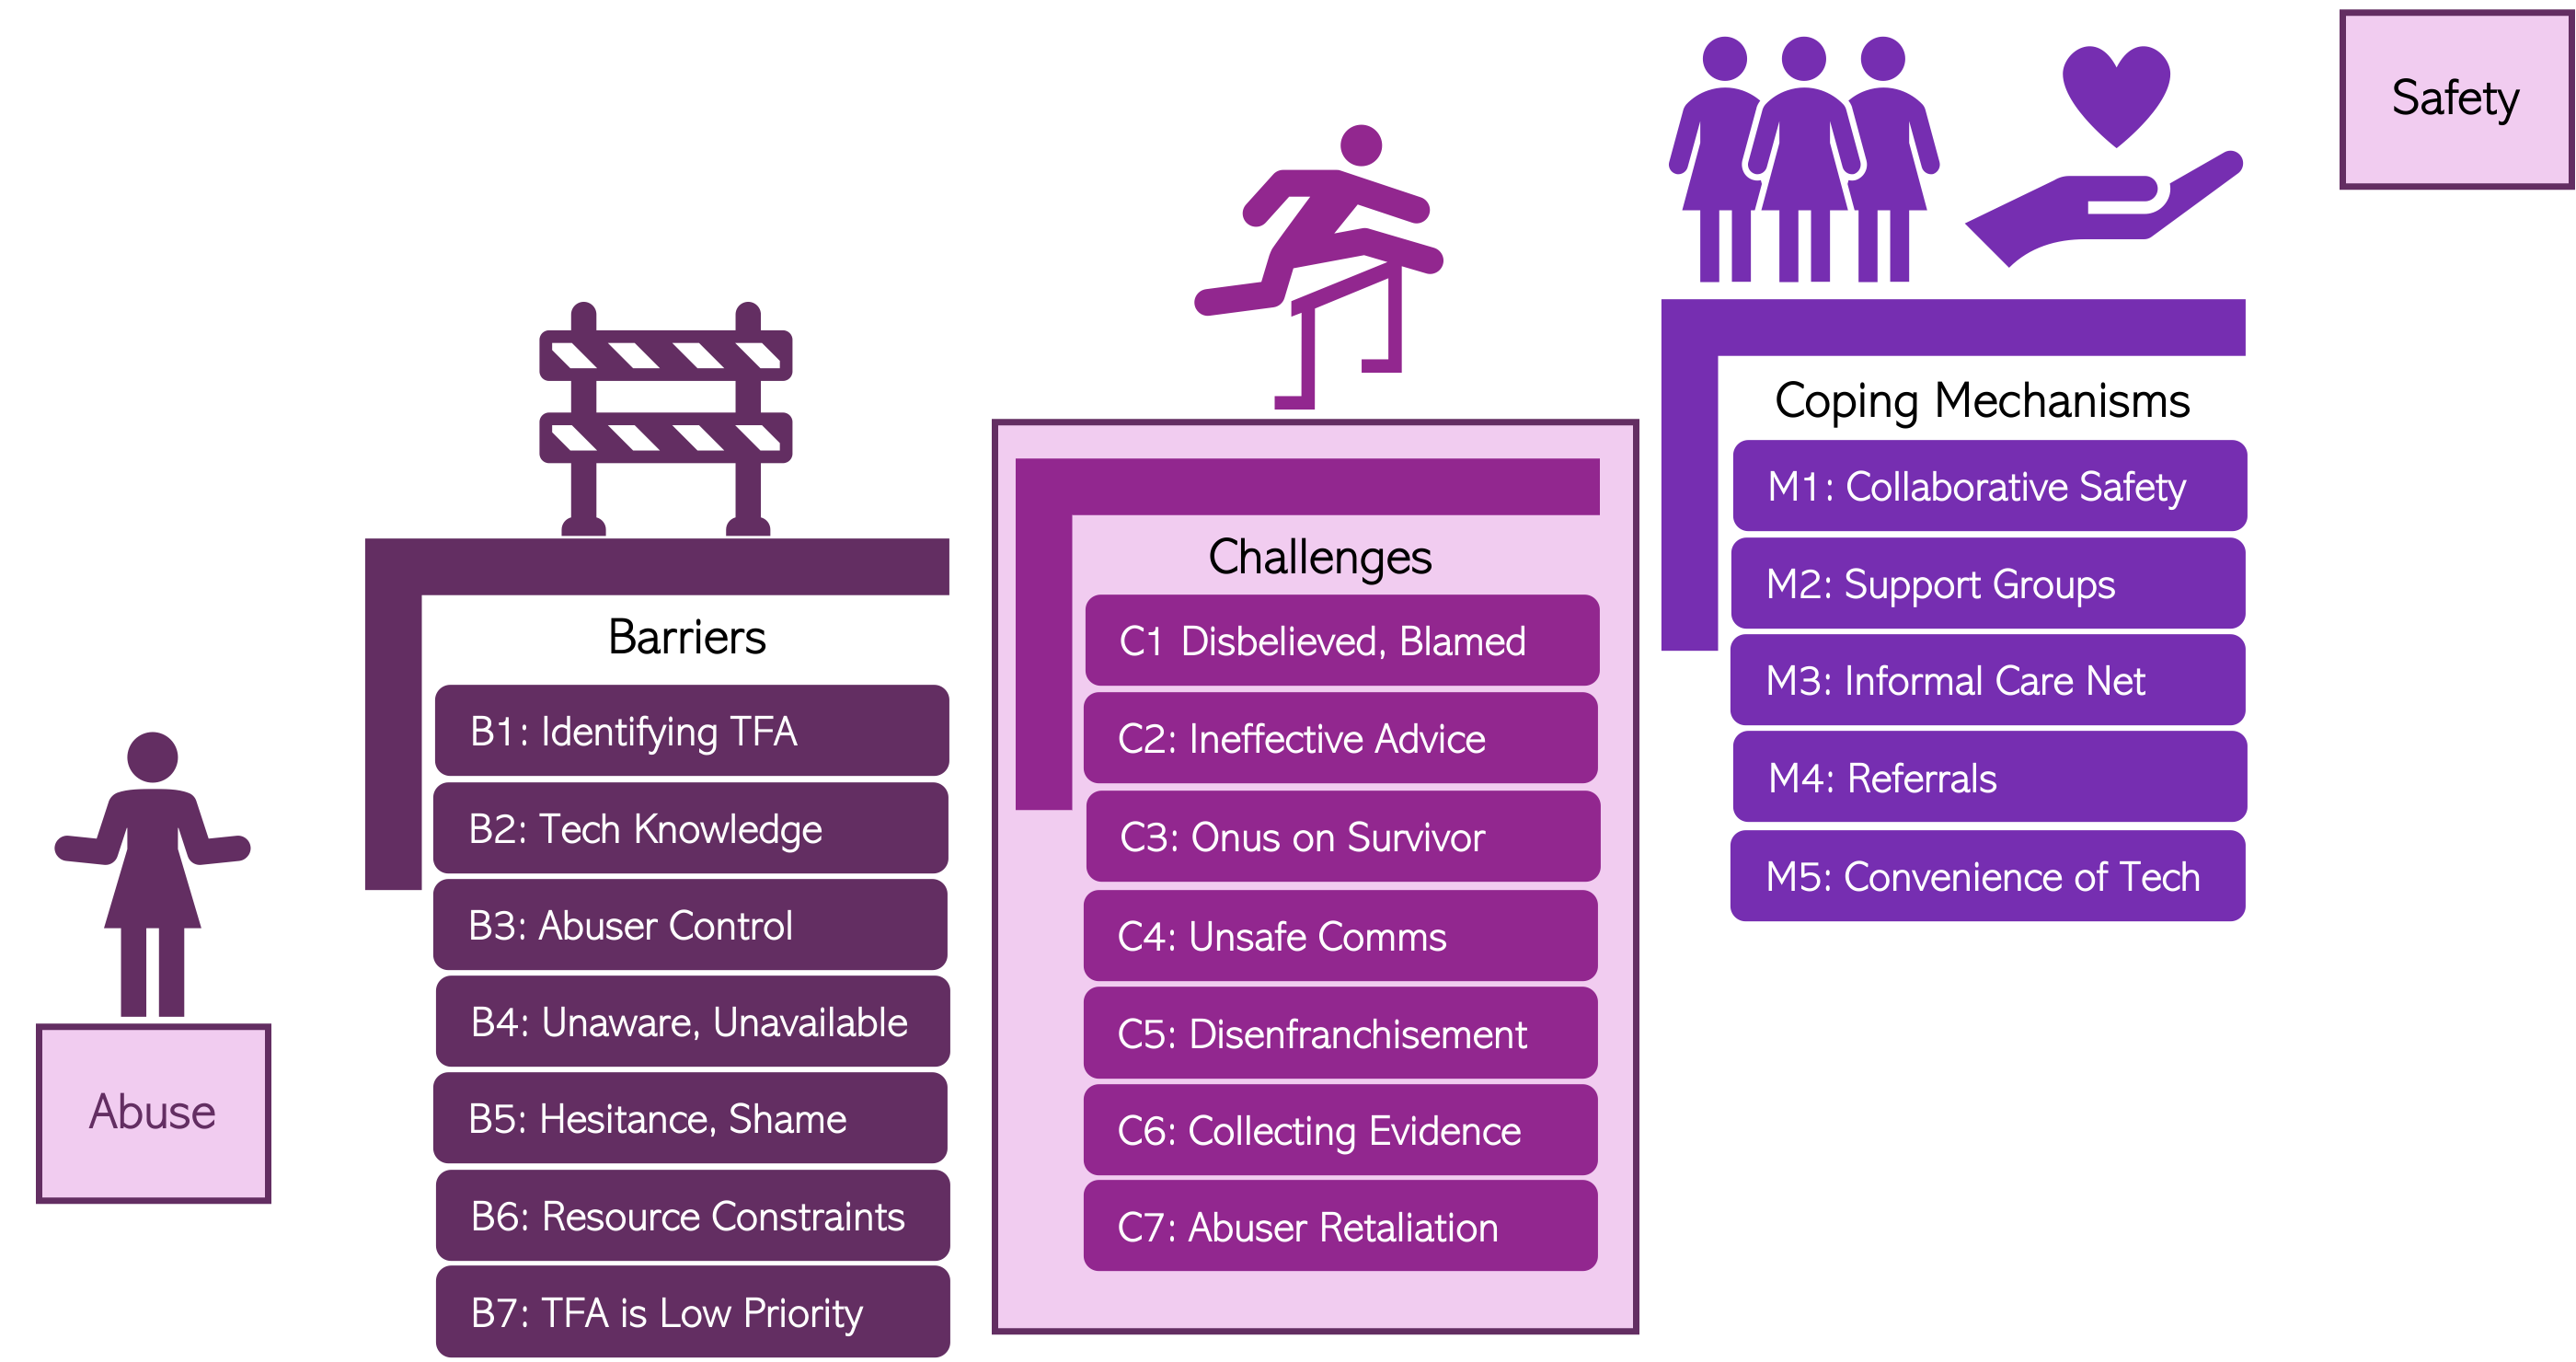 Abuse
Barriers
B1: Identifying TFA
B2: Tech Knowledge
B3: Abuser Control
B4: Unaware, Unavailable
B5: Hesitance, Shame
B6: Resource Constraints
B7: TFA is Low Priority
Challenges
C1 Disbelieved, Blamed
C2: Ineffective Advice
C3: Onus on Survivor
C4: Unsafe Comms
C5: Disenfranchisement
C6: Collecting Evidence
C7: Abuser Retaliation
Coping Mechanisms
M1: Collaborative Safety
M2: Support Groups
M3: Informal Care Net
M4: Referrals
M5: Convenience of Tech
Safety